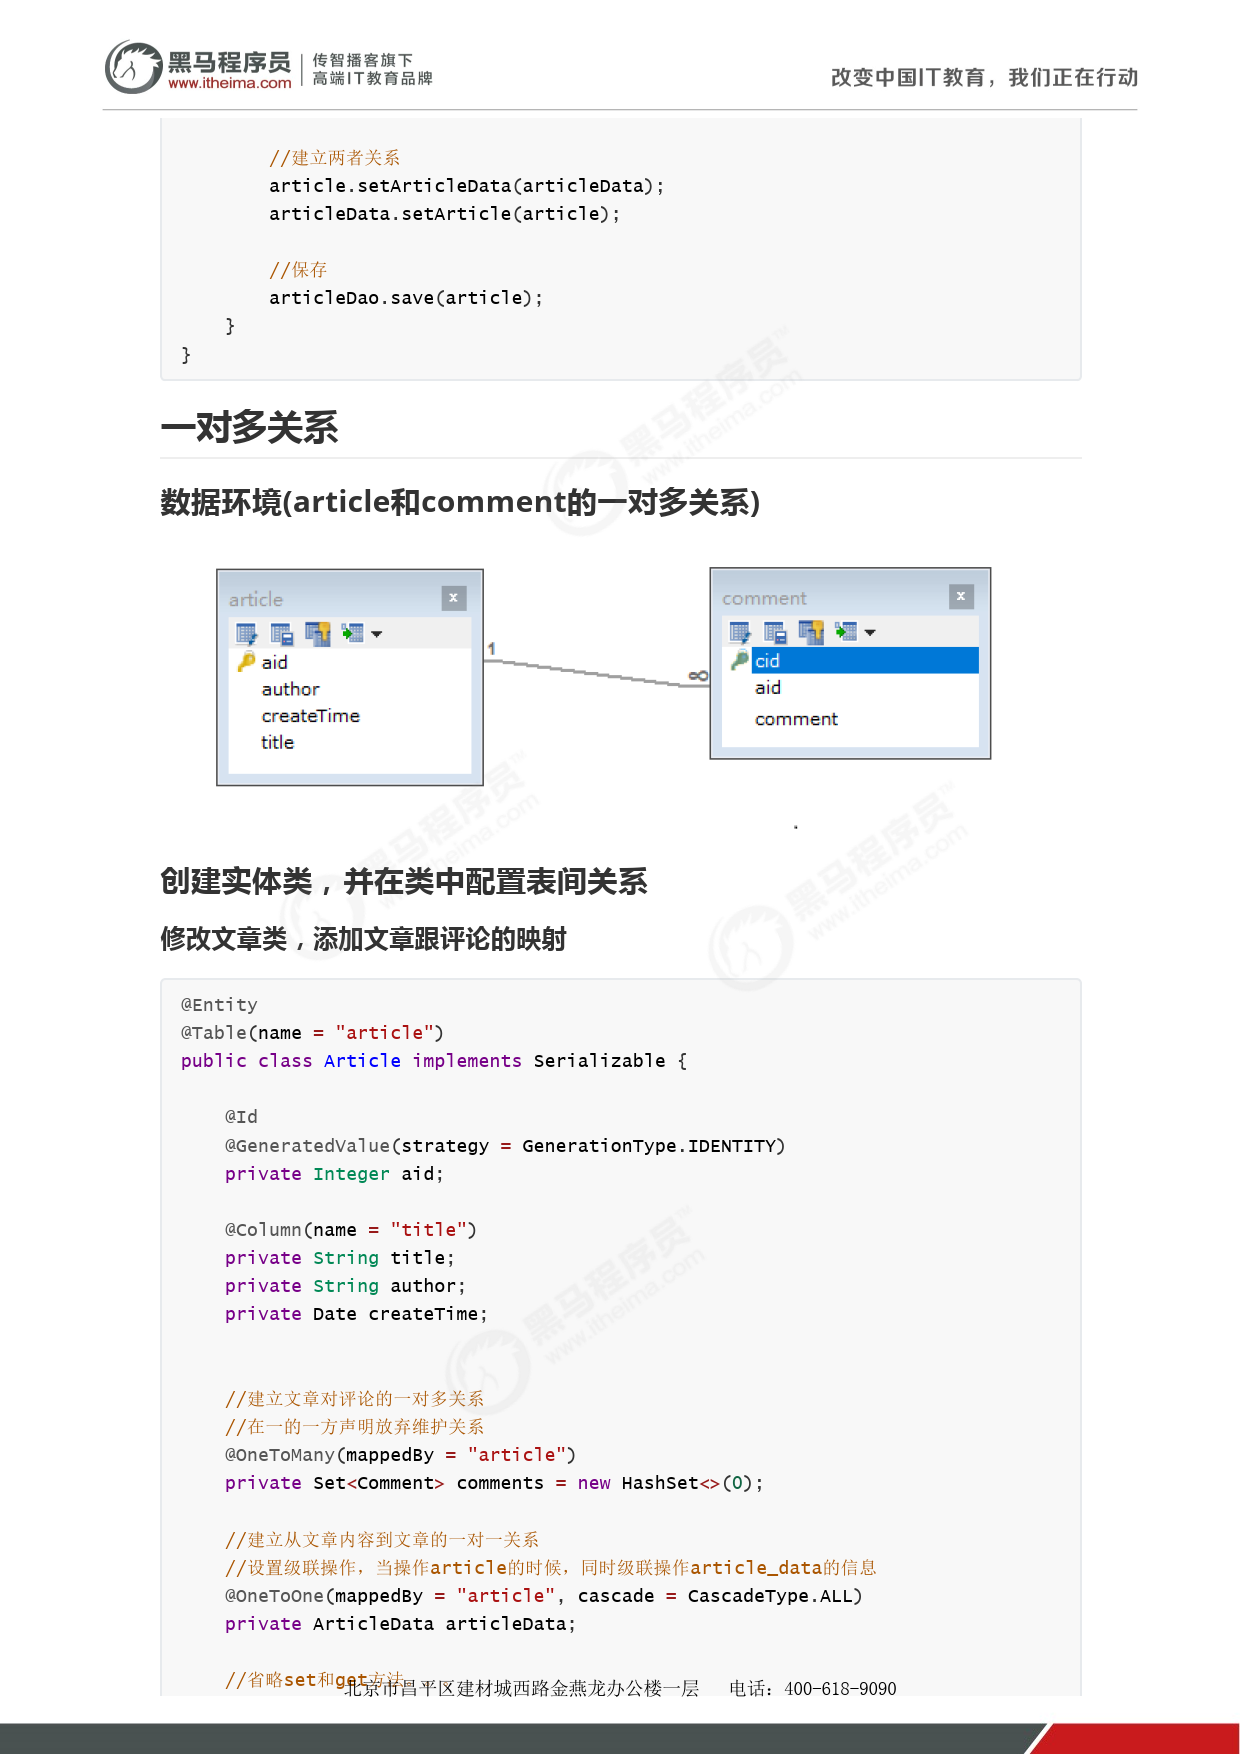 黑马程序员
www.itheima.com
传智播客旗下
高端IT教育品牌
改变中国IT教育，我们正在行动
//建立两者关系
article.setArticleData(articleData);
articleData.setArticle(article);
//保存
articleDao.save(article);
}
}
一对多关系
数据环境(article和comment的一对多关系)
article
aid
author
createTime
title
1
∞
comment
cid
aid
comment
创建实体类，并在类中配置表间关系
修改文章类，添加文章跟评论的映射
@Entity
@Table(name = "article")
public class Article implements Serializable {
@Id
@GeneratedValue(strategy = GenerationType.IDENTITY)
private Integer aid;
@Column(name = "title")
private String title;
private String author;
private Date createTime;
//建立文章对评论的一对多关系
//在一的一方声明放弃维护关系
@OneToMany(mappedBy = "article")
private Set<Comment> comments = new HashSet<>(0);
//建立从文章内容到文章的一对一关系
//设置级联操作，当操作article的时候，同时级联操作article_data的信息
@OneToOne(mappedBy = "article", cascade = CascadeType.ALL)
private ArticleData articleData;
//省略set和get方法
北京市昌平区建材城西路金燕龙办公楼一层 电话：400-618-9090